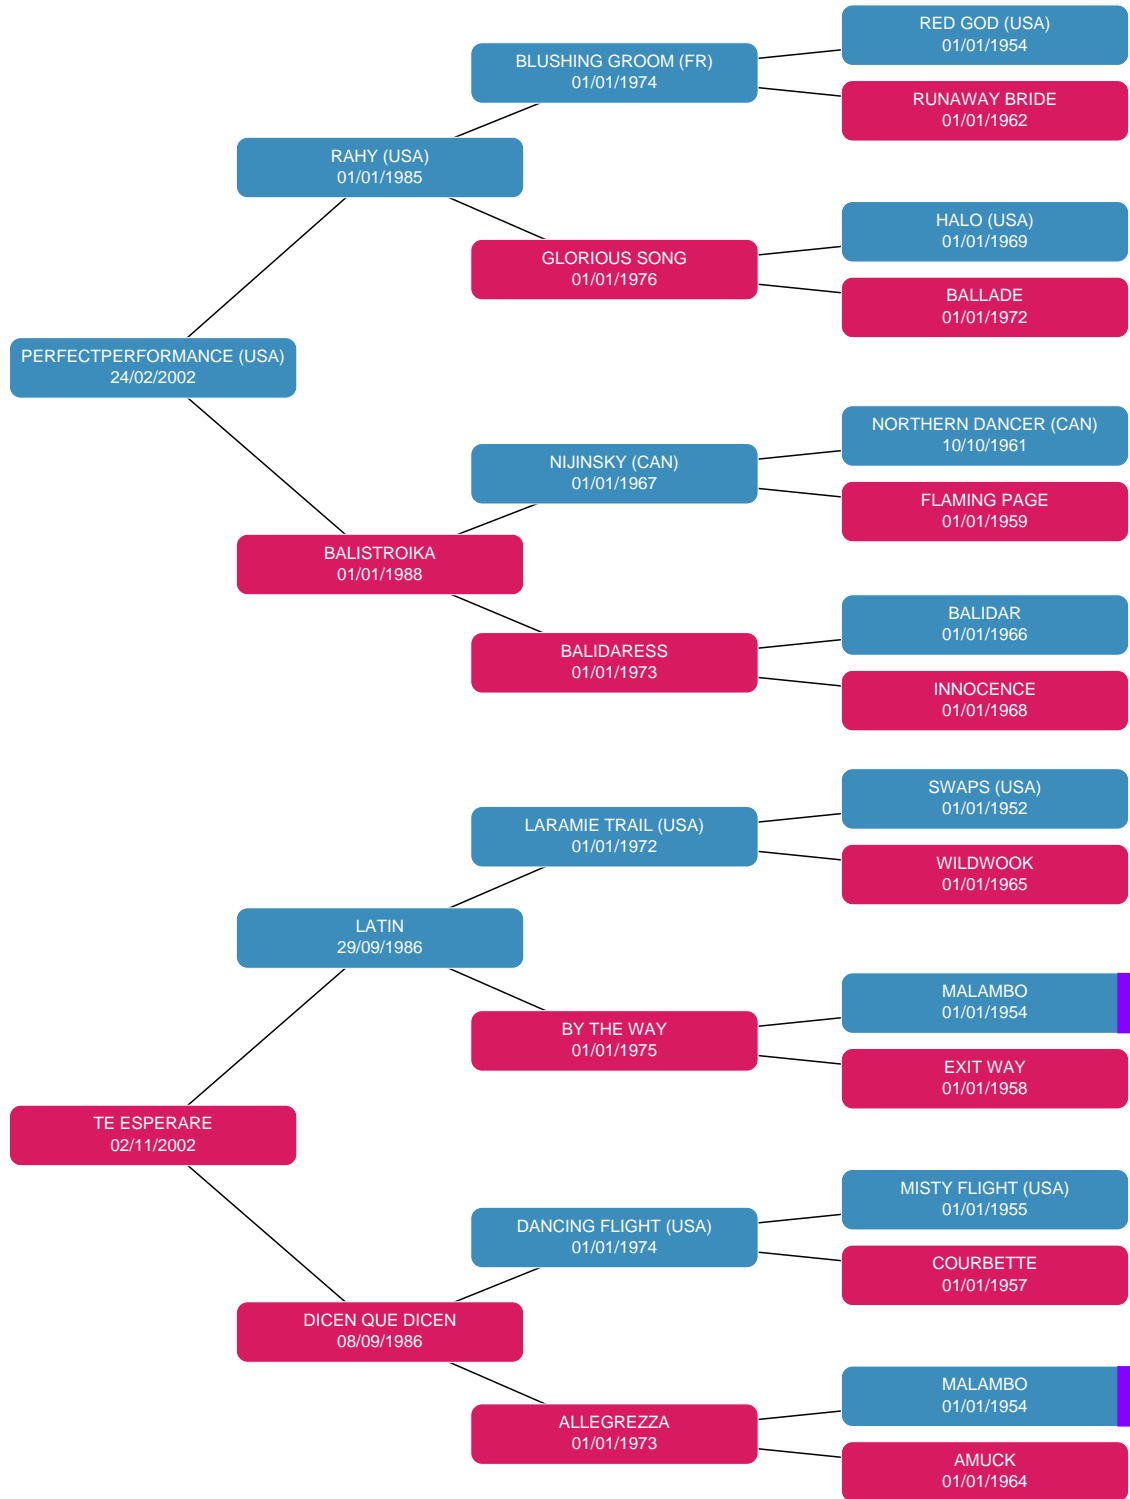 RED GOD (USA)
01/01/1954
BLUSHING GROOM (FR)
01/01/1974
RUNAWAY BRIDE
01/01/1962
RAHY (USA)
01/01/1985
HALO (USA)
01/01/1969
GLORIOUS SONG
01/01/1976
BALLADE
01/01/1972
PERFECTPERFORMANCE (USA)
24/02/2002
NORTHERN DANCER (CAN)
10/10/1961
NIJINSKY (CAN)
01/01/1967
FLAMING PAGE
01/01/1959
BALISTROIKA
01/01/1988
BALIDAR
01/01/1966
BALIDARESS
01/01/1973
INNOCENCE
01/01/1968
SWAPS (USA)
01/01/1952
LARAMIE TRAIL (USA)
01/01/1972
WILDWOOK
01/01/1965
LATIN
29/09/1986
MALAMBO
01/01/1954
BY THE WAY
01/01/1975
EXIT WAY
01/01/1958
TE ESPERARE
02/11/2002
MISTY FLIGHT (USA)
01/01/1955
DANCING FLIGHT (USA)
01/01/1974
COURBETTE
01/01/1957
DICEN QUE DICEN
08/09/1986
MALAMBO
01/01/1954
ALLEGREZZA
01/01/1973
AMUCK
01/01/1964